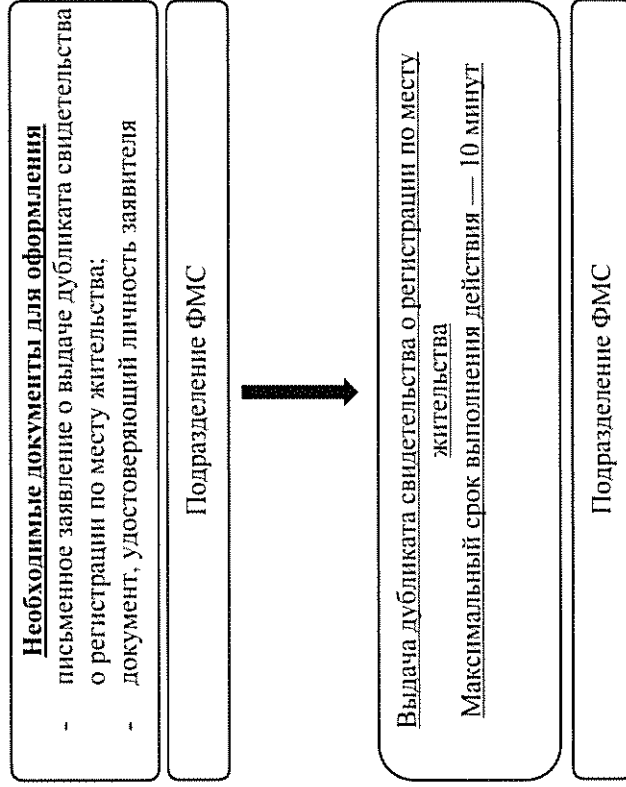 Необходимые документы для оформления
- письменное заявление о выдаче дубликата свидетельства
о регистрации по месту жительства;
- документ, удостоверяющий личность заявителя
Подразделение ФМС
Выдача дубликата свидетельства о регистрации по месту
жительства
Максимальный срок выполнения действия — 10 минут
Подразделение ФМС